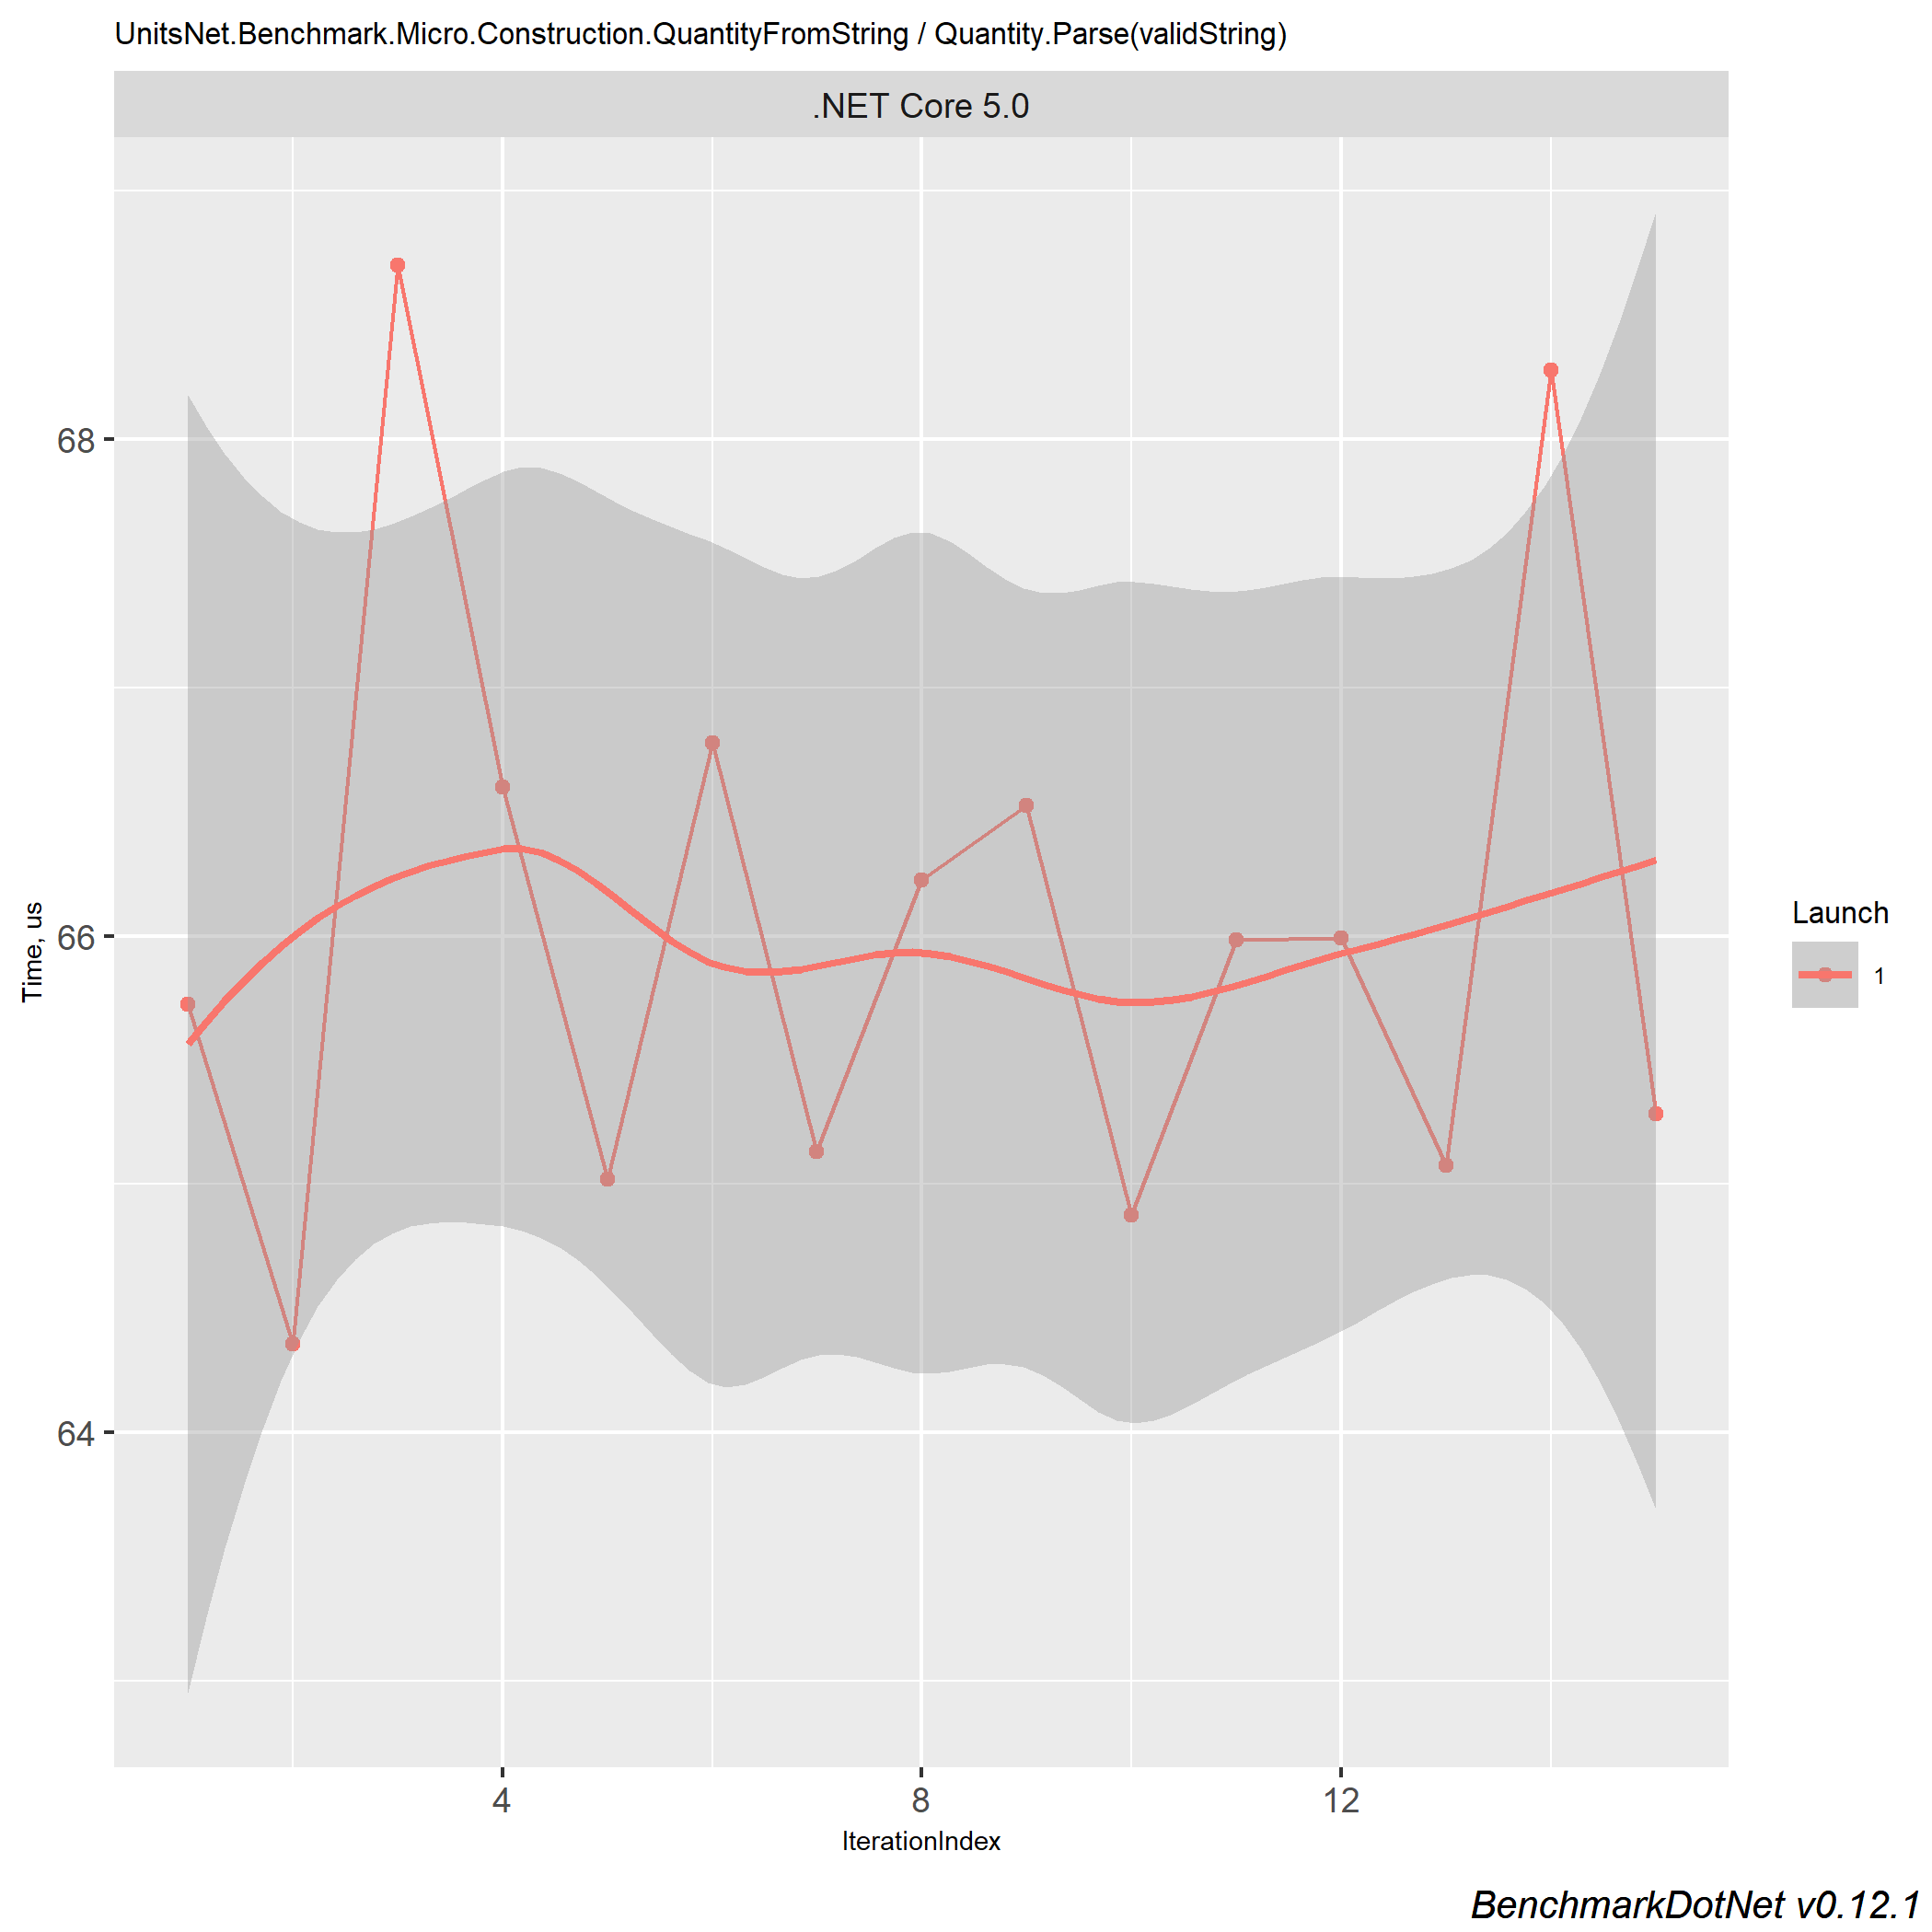 UnitsNet.Benchmark.Micro.Construction.QuantityFromString / Quantity.Parse(validString)
.NET Core 5.0
68
66
64
Time, us
4 8 12
IterationIndex
Launch
1
BenchmarkDotNet v0.12.1